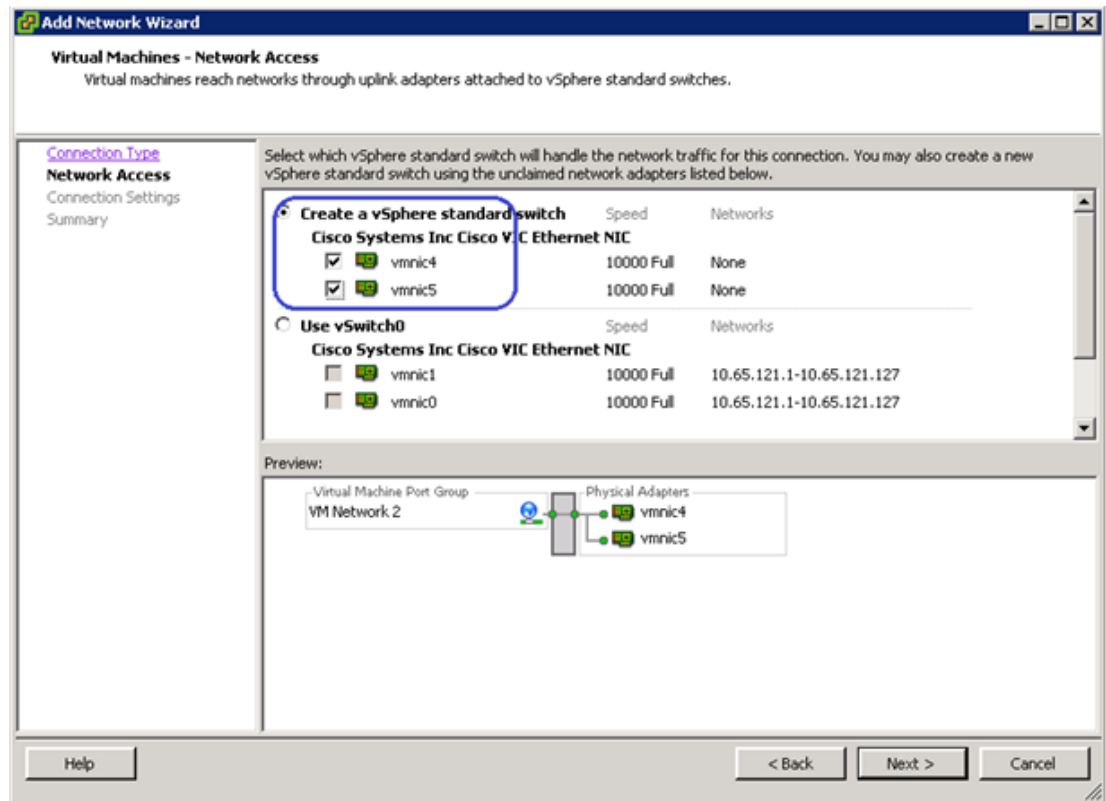 Add Network Wizard
Virtual Machines - Network Access
Virtual machines reach networks through uplink adapters attached to vSphere standard switches.
Connection Type
Network Access
Connection Settings
Summary
Select which vSphere standard switch will handle the network traffic for this connection. You may also create a new
vSphere standard switch using the unclaimed network adapters listed below.
Create a vSphere standard switch Speed Networks
Cisco Systems Inc Cisco VIC Ethernet NIC
vmnic4 10000 Full None
vmnic5 10000 Full None
Use vSwitch0 Speed Networks
Cisco Systems Inc Cisco VIC Ethernet NIC
vmnic1 10000 Full 10.65.121.1-10.65.121.127
vmnic0 10000 Full 10.65.121.1-10.65.121.127
Preview:
Virtual Machine Port Group Physical Adapters
VM Network 2 vmnic4
vmnic5
Help < Back Next > Cancel